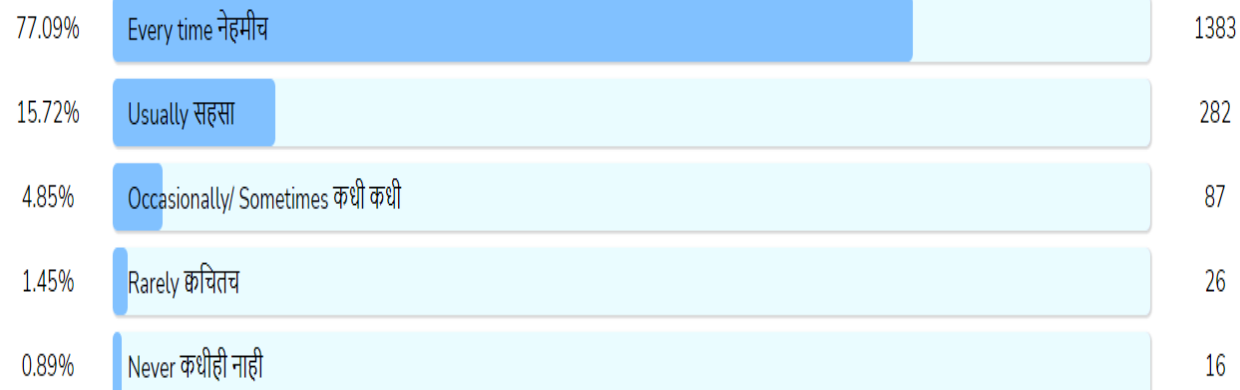 77.09% Every time नेहमीच 1383
15.72% Usually सहसा 282
4.85% Occasionally/ Sometimes कधी कधी 87
1.45% Rarely क्वचितच 26
0.89% Never कधीही नाही 16